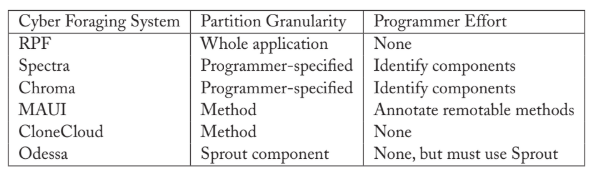 Cyber Foraging System Partition Granularity Programmer Effort
RPF Whole application None
Spectra Programmer-specified Identify components
Chroma Programmer-specified Identify components
MAUI Method Annotate remotable methods
CloneCloud Method None
Odessa Sprout component None, but must use Sprout